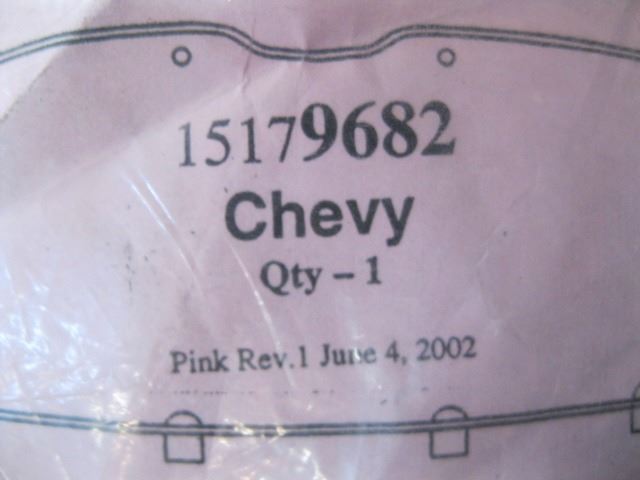 15179682
Chevy
Qty – 1
Pink Rev.1 June 4, 2002